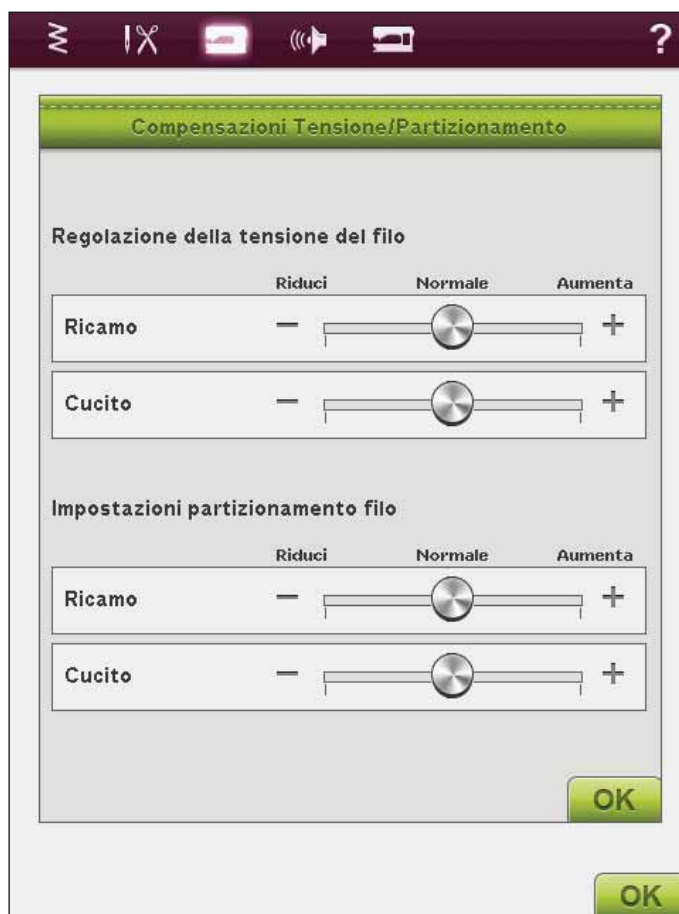 ?
Compensazioni Tensione/Partizionamento
Regolazione della tensione del filo
Riduci Normale Aumenta
Ricamo − +
Cucito − +
Impostazioni partizionamento filo
Riduci Normale Aumenta
Ricamo − +
Cucito − +
OK
OK